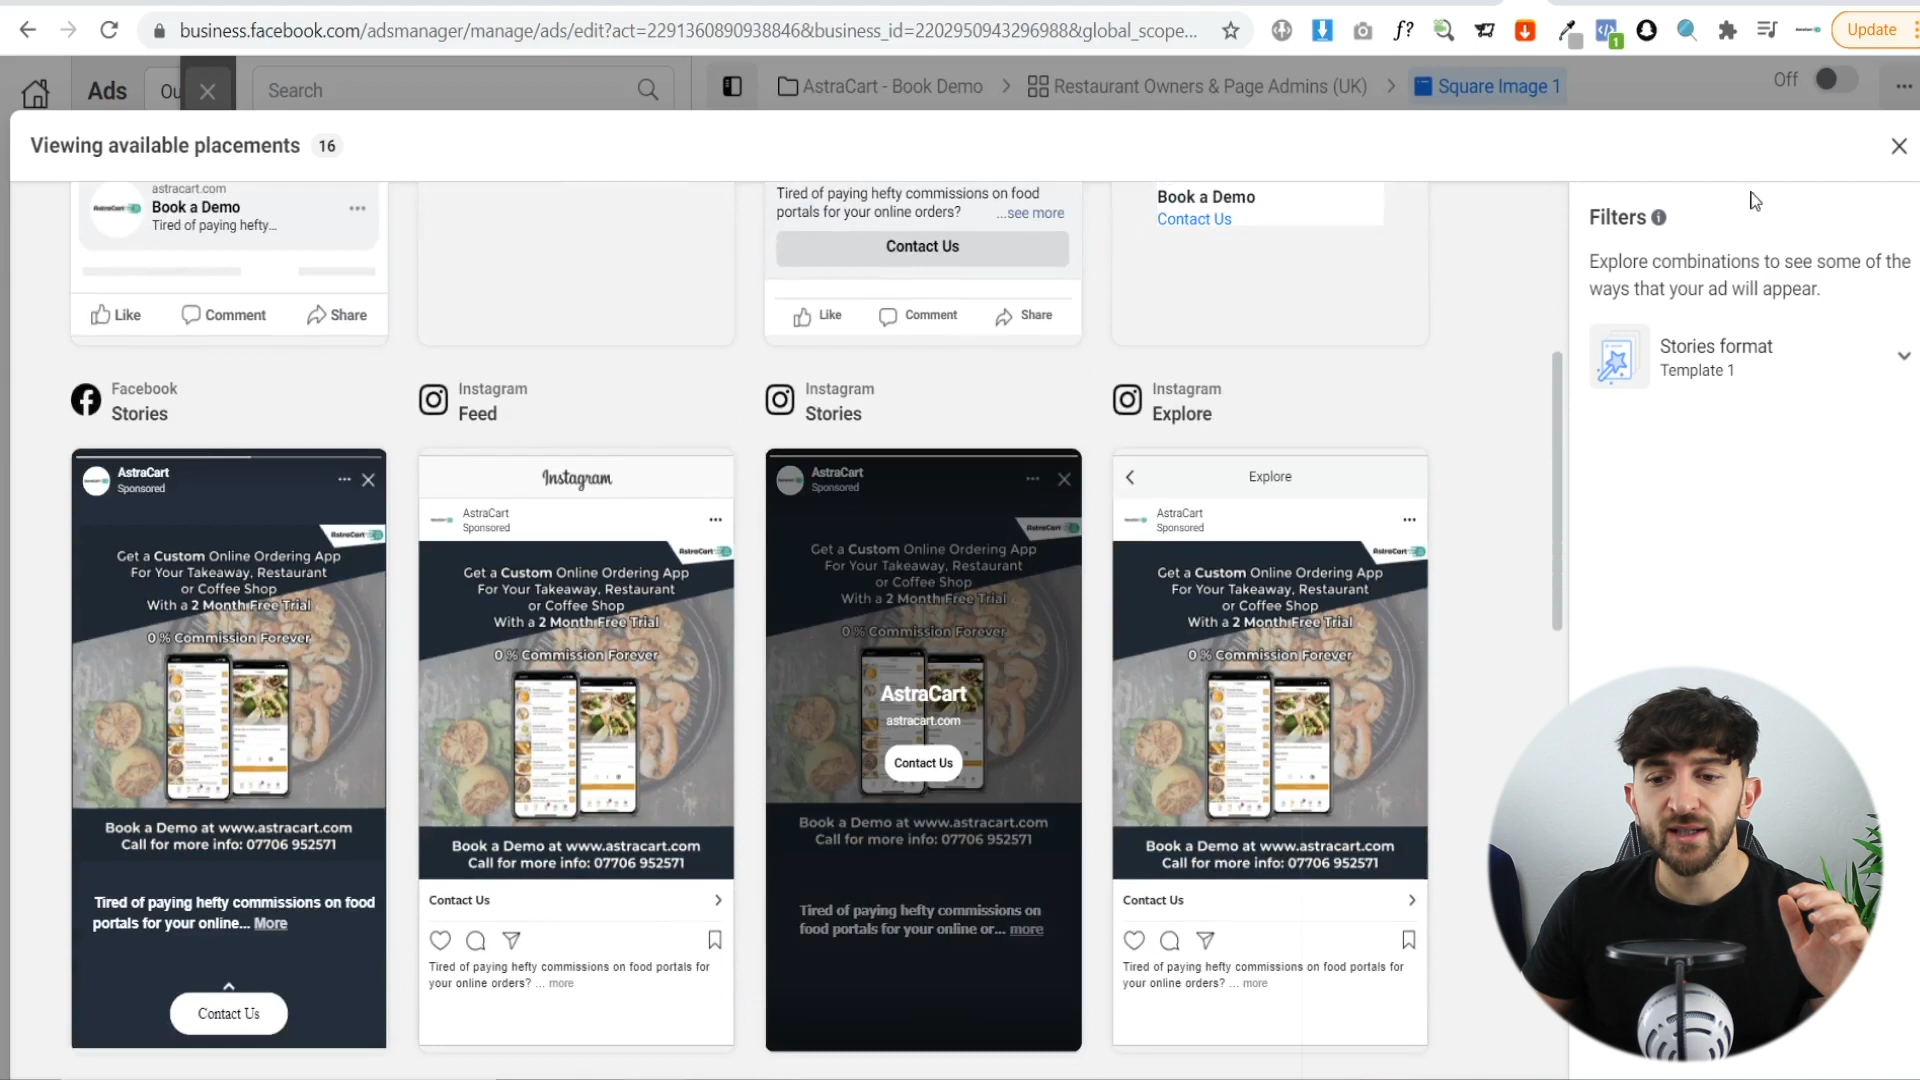 business.facebook.com/adsmanager/manage/ads/edit?act=2291360890938846&business_id=2202950943296988&global_scope...
f?
1
Update
Ads
Ou
Search
AstraCart - Book Demo
Restaurant Owners & Page Admins (UK)
Square Image 1
Off
Viewing available placements 16
astracart.com
Book a Demo
Tired of paying hefty...
Like
Comment
Share
Tired of paying hefty commissions on food
portals for your online orders? ...see more
Contact Us
Like
Comment
Share
Book a Demo
Contact Us
Filters
Explore combinations to see some of the
ways that your ad will appear.
Stories format
Template 1
Facebook
Stories
AstraCart
Sponsored
AstraCart
Get a Custom Online Ordering App
For Your Takeaway, Restaurant
or Coffee Shop
With a 2 Month Free Trial
0 % Commission Forever
Book a Demo at www.astracart.com
Call for more info: 07706 952571
Tired of paying hefty commissions on food
portals for your online... More
Contact Us
Instagram
Feed
Instagram
AstraCart
Sponsored
AstraCart
Get a Custom Online Ordering App
For Your Takeaway, Restaurant
or Coffee Shop
With a 2 Month Free Trial
0 % Commission Forever
Book a Demo at www.astracart.com
Call for more info: 07706 952571
Contact Us
Tired of paying hefty commissions on food portals for
your online orders? ... more
Instagram
Stories
AstraCart
Sponsored
AstraCart
Get a Custom Online Ordering App
For Your Takeaway, Restaurant
or Coffee Shop
With a 2 Month Free Trial
0 % Commission Forever
AstraCart
astracart.com
Contact Us
Book a Demo at www.astracart.com
Call for more info: 07706 952571
Tired of paying hefty commissions on
food portals for your online or... more
Instagram
Explore
Explore
AstraCart
Sponsored
AstraCart
Get a Custom Online Ordering App
For Your Takeaway, Restaurant
or Coffee Shop
With a 2 Month Free Trial
0 % Commission Forever
Book a Demo at www.astracart.com
Call for more info: 07706 952571
Contact Us
Tired of paying hefty commissions on food portals for
your online orders? ... more